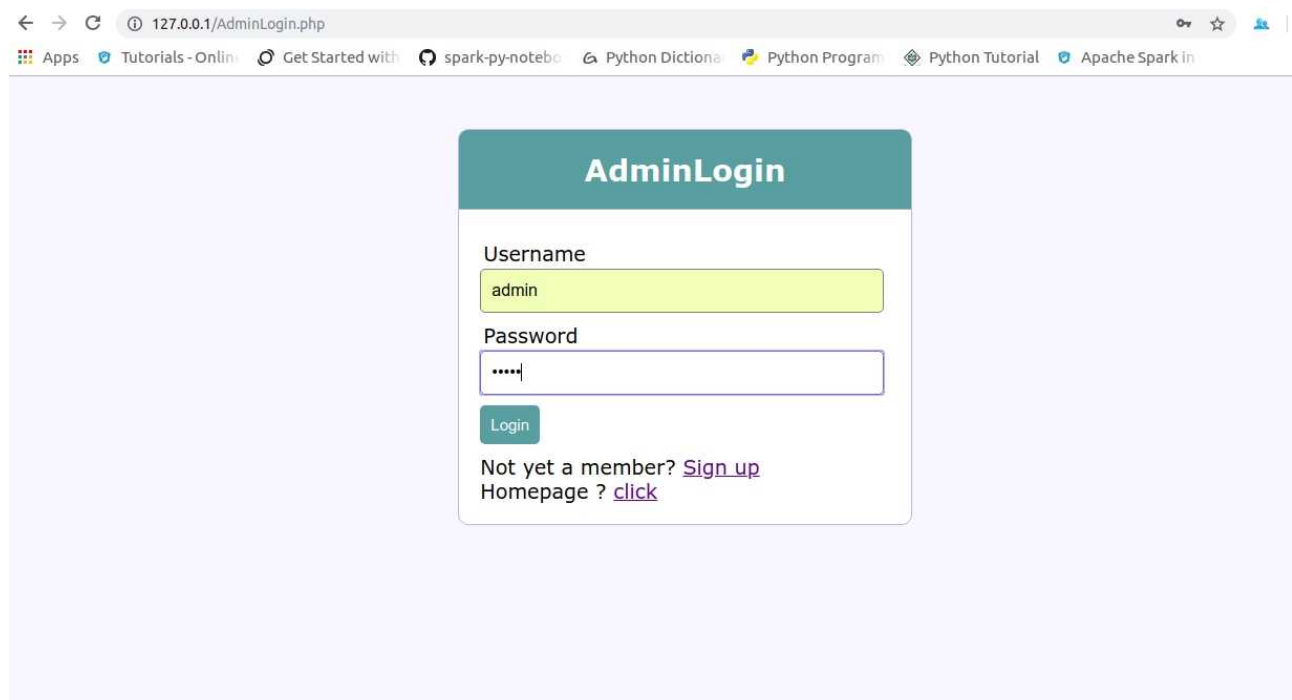 127.0.0.1/AdminLogin.php
Apps Tutorials - Onlin Get Started with spark-py-notebo Python Dictiona Python Program Python Tutorial Apache Spark in
AdminLogin
Username
admin
Password
•••••
Login
Not yet a member? Sign up
Homepage ? click